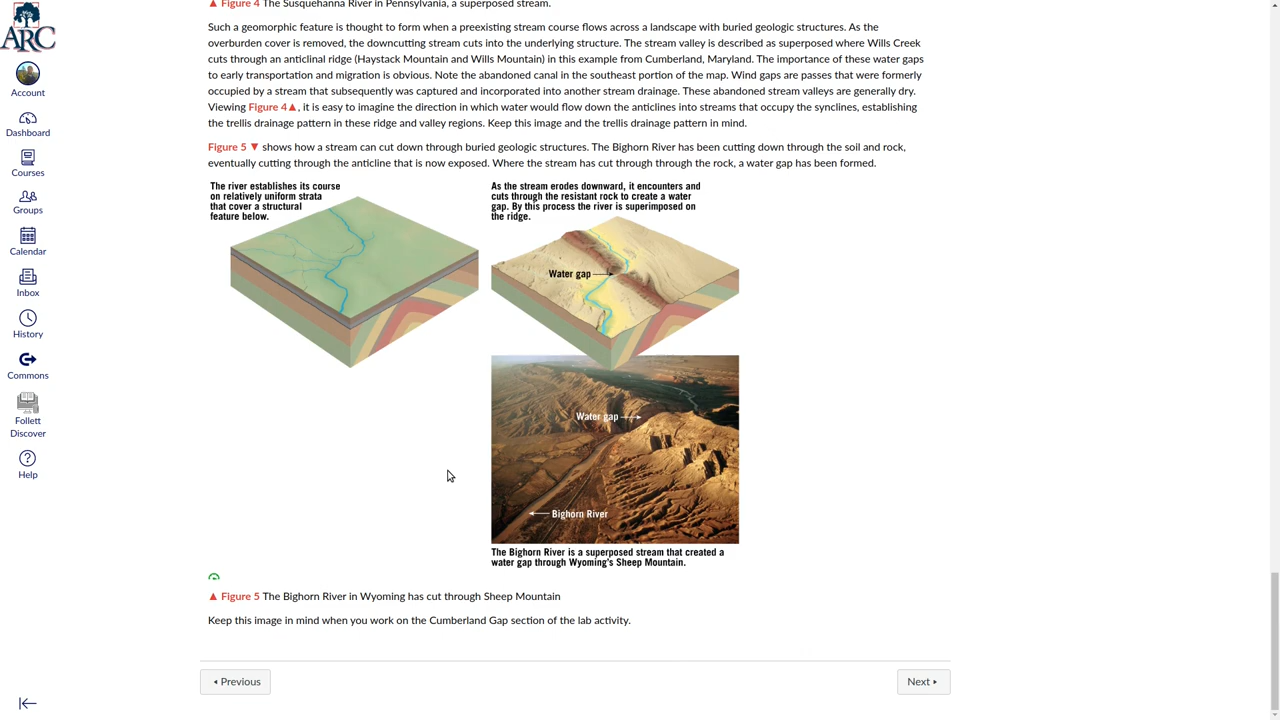 ▲ Figure 4 The Susquehanna River in Pennsylvania, a superposed stream.
ARC
Account
Dashboard
Courses
Groups
Calendar
Inbox
History
Commons
Follett
Discover
Help
Such a geomorphic feature is thought to form when a preexisting stream course flows across a landscape with buried geologic structures. As the
overburden cover is removed, the downcutting stream cuts into the underlying structure. The stream valley is described as superposed where Wills Creek
cuts through an anticlinal ridge (Haystack Mountain and Wills Mountain) in this example from Cumberland, Maryland. The importance of these water gaps
to early transportation and migration is obvious. Note the abandoned canal in the southeast portion of the map. Wind gaps are passes that were formerly
occupied by a stream that subsequently was captured and incorporated into another stream drainage. These abandoned stream valleys are generally dry.
Viewing Figure 4▲, it is easy to imagine the direction in which water would flow down the anticlines into streams that occupy the synclines, establishing
the trellis drainage pattern in these ridge and valley regions. Keep this image and the trellis drainage pattern in mind.
Figure 5 ▼ shows how a stream can cut down through buried geologic structures. The Bighorn River has been cutting down through the soil and rock,
eventually cutting through the anticline that is now exposed. Where the stream has cut through through the rock, a water gap has been formed.
The river establishes its course
on relatively uniform strata
that cover a structural
feature below.
As the stream erodes downward, it encounters and
cuts through the resistant rock to create a water
gap. By this process the river is superimposed on
the ridge.
Water gap
Water gap
Bighorn River
The Bighorn River is a superposed stream that created a
water gap through Wyoming's Sheep Mountain.
▲ Figure 5 The Bighorn River in Wyoming has cut through Sheep Mountain
Keep this image in mind when you work on the Cumberland Gap section of the lab activity.
◂ Previous
Next ▸